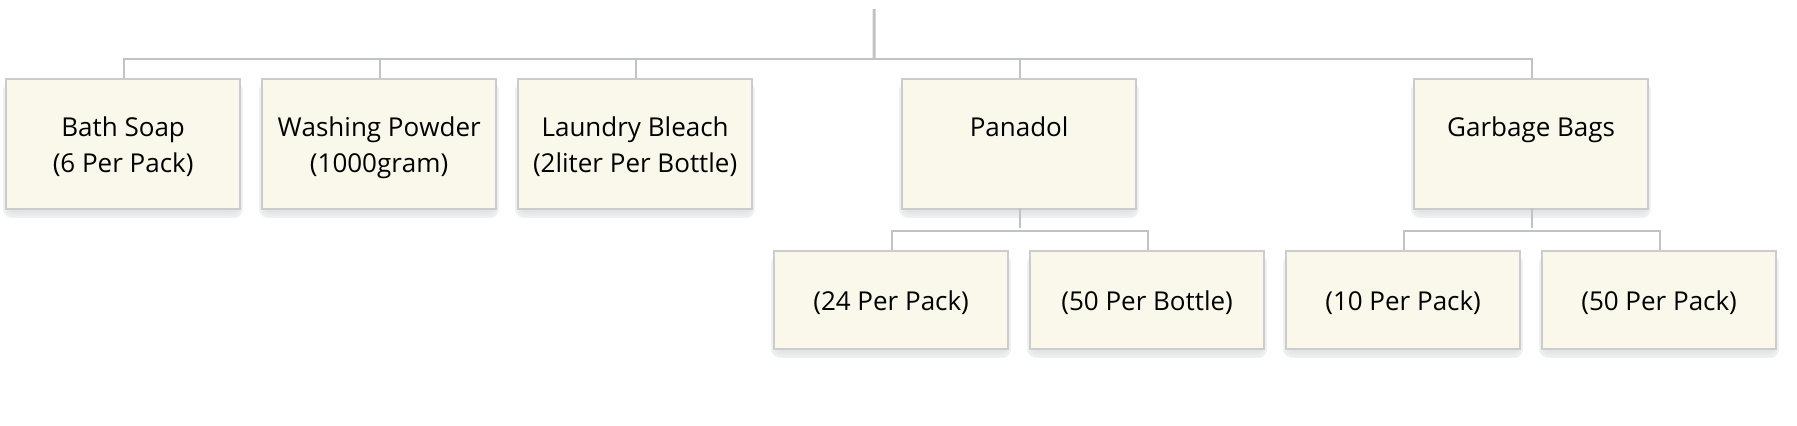 Bath Soap
(6 Per Pack)
Washing Powder
(1000gram)
Laundry Bleach
(2liter Per Bottle)
Panadol
Garbage Bags
(24 Per Pack)
(50 Per Bottle)
(10 Per Pack)
(50 Per Pack)